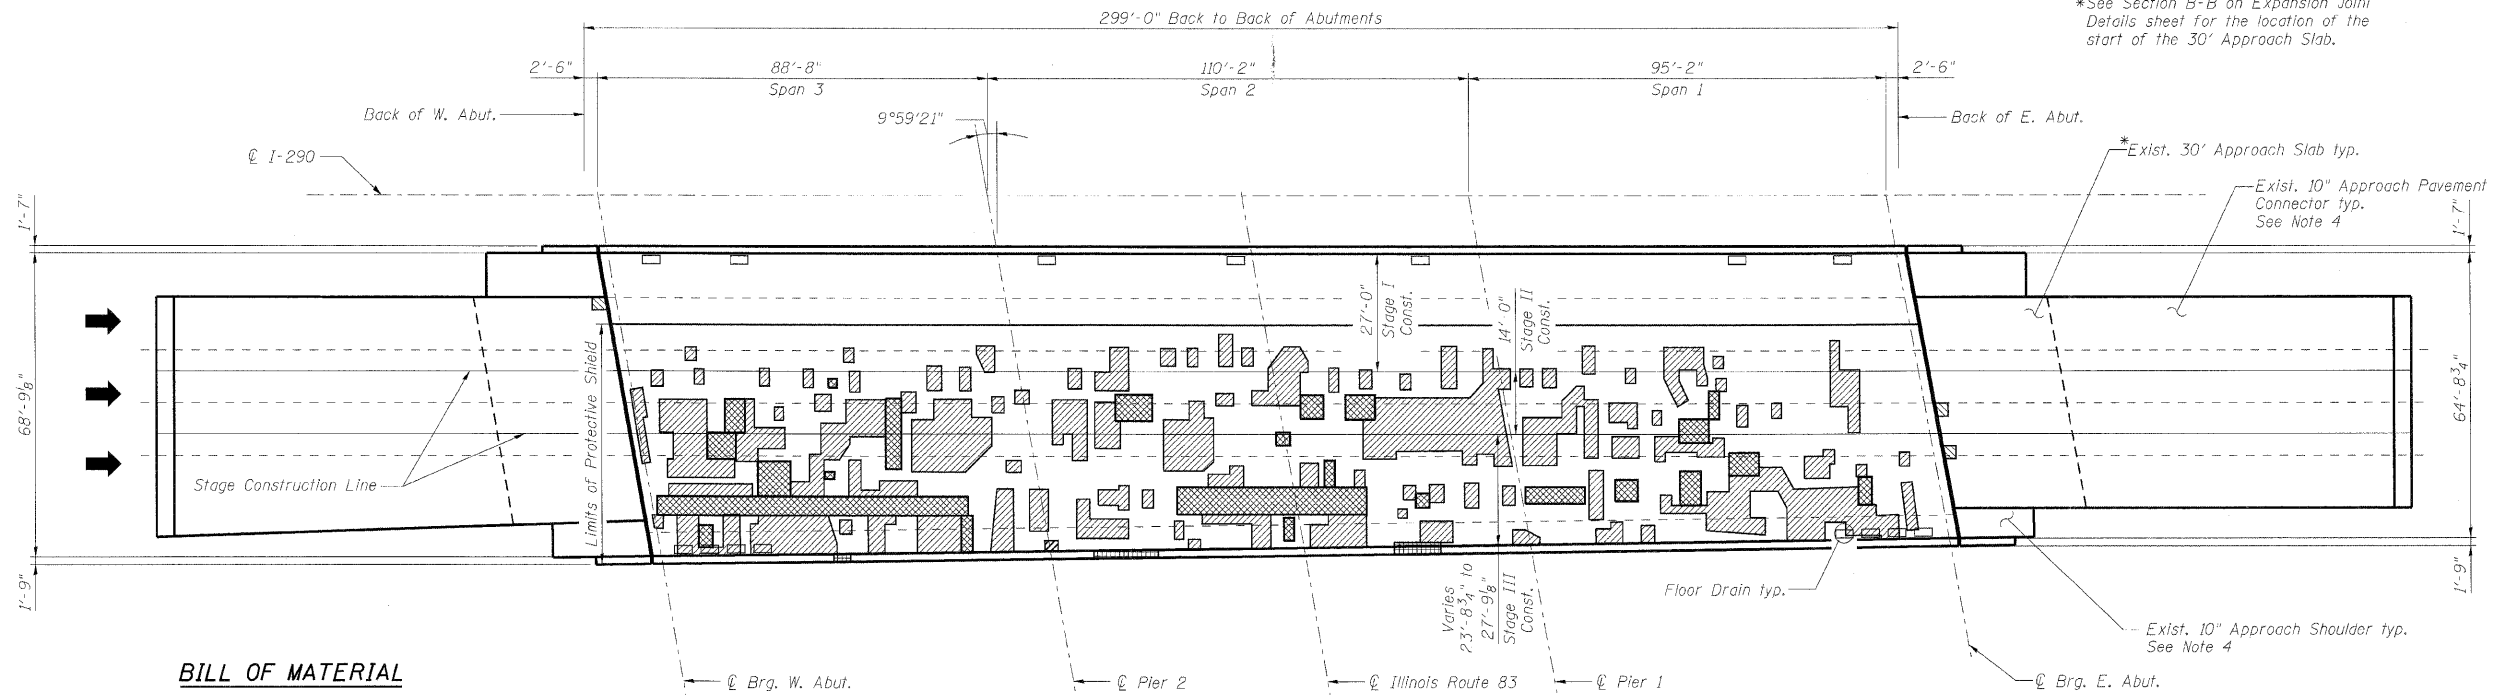 299'-0" Back to Back of Abutments
*See Section B-B on Expansion Joint
Details sheet for the location of the
start of the 30' Approach Slab.
2'-6"
88'-8"
Span 3
110'-2"
Span 2
95'-2"
Span 1
2'-6"
Back of W. Abut.
9°59'21"
Back of E. Abut.
℄ I-290
*Exist. 30' Approach Slab typ.
Exist. 10" Approach Pavement
Connector typ.
See Note 4
1'-7"
1'-7"
27'-0"
Stage I
Const.
14'-0"
Stage II
Const.
68'-9⅛"
64'-8¾"
Limits of Protective Shield
Stage Construction Line
1'-9"
1'-9"
Varies
23'-8¾" to
27'-9⅛"
Stage III
Const.
Floor Drain typ.
Exist. 10" Approach Shoulder typ.
See Note 4
BILL OF MATERIAL
℄ Brg. W. Abut.
℄ Pier 2
℄ Illinois Route 83
℄ Pier 1
℄ Brg. E. Abut.